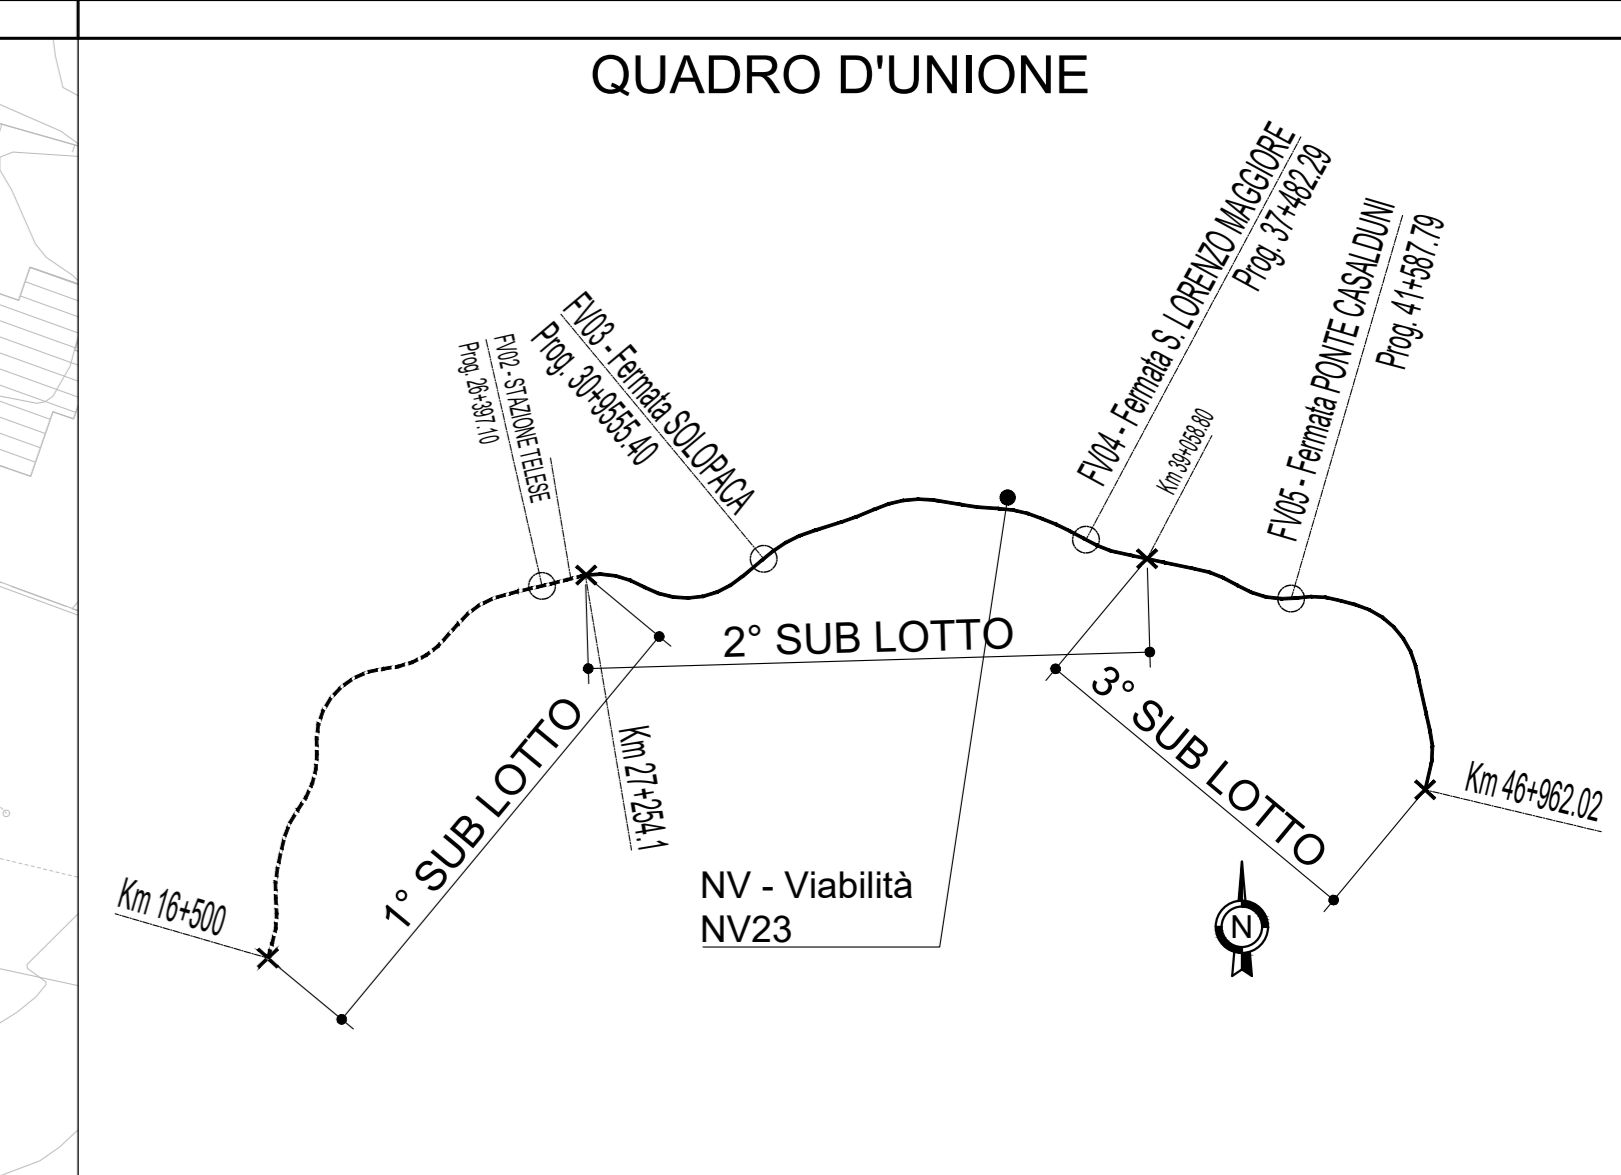 QUADRO D'UNIONE
FV02 - STAZIONE TELESE
Prog. 26+397.10
FV03 - Fermata SOLOPACA
Prog. 30+9555.40
FV04 - Fermata S. LORENZO MAGGIORE
Prog. 37+482.29
Km 39+058.80
FV05 - Fermata PONTE CASALDUNI
Prog. 41+587.79
2° SUB LOTTO
1° SUB LOTTO
3° SUB LOTTO
Km 27+254.1
Km 46+962.02
Km 16+500
NV - Viabilità
NV23
N